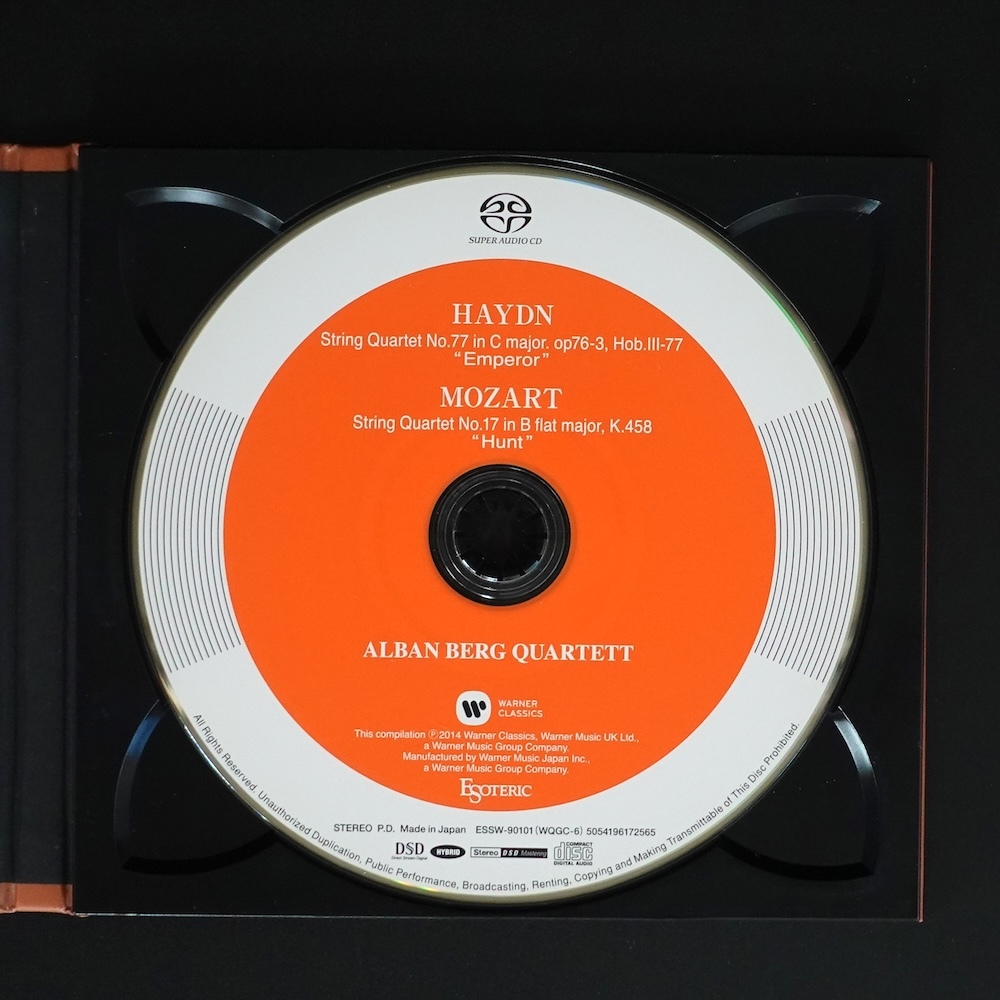 SUPER AUDIO CD
HAYDN
String Quartet No.77 in C major. op76-3, Hob.III-77
“Emperor”
MOZART
String Quartet No.17 in B flat major, K.458
“Hunt”
ALBAN BERG QUARTETT
WARNER
CLASSICS
This compilation ℗2014 Warner Classics, Warner Music UK Ltd.,
a Warner Music Group Company.
Manufactured by Warner Music Japan Inc.,
a Warner Music Group Company.
ESOTERIC
STEREO P.D. Made in Japan ESSW-90101 (WQGC-6) 5054196172565
DSD
Direct Stream Digital
HYBRID
Stereo DSD Mastering
COMPACT
disc
DIGITAL AUDIO
All Rights Reserved. Unauthorized Duplication, Public Performance, Broadcasting, Renting, Copying and Making Transmittable of This Disc Prohibited.